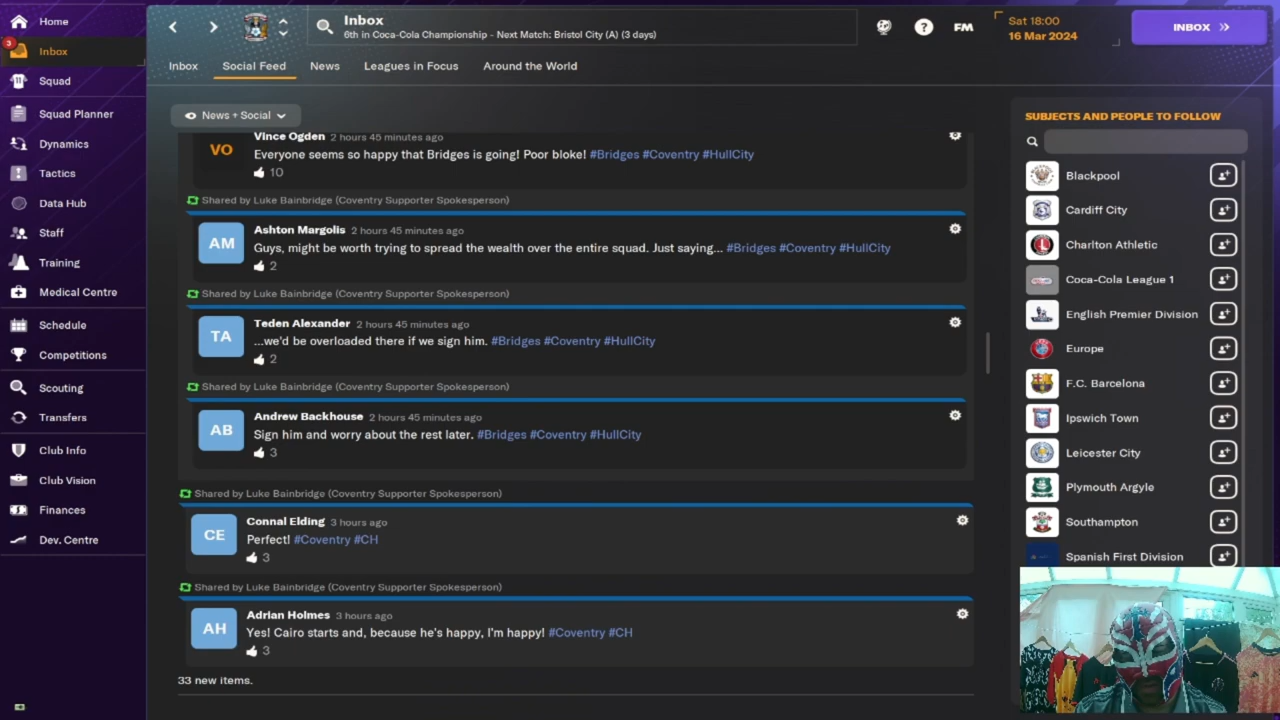 Home
Inbox
6th in Coca-Cola Championship - Next Match: Bristol City (A) (3 days)
FM
Sat 18:00
16 Mar 2024
INBOX
3
Inbox
Squad
Squad Planner
Dynamics
Tactics
Data Hub
Staff
Training
Medical Centre
Schedule
Competitions
Scouting
Transfers
Club Info
Club Vision
Finances
Dev. Centre
Inbox
Social Feed
News
Leagues in Focus
Around the World
News + Social
VO
Vince Ogden 2 hours 45 minutes ago
Everyone seems so happy that Bridges is going! Poor bloke! #Bridges #Coventry #HullCity
10
Shared by Luke Bainbridge (Coventry Supporter Spokesperson)
AM
Ashton Margolis 2 hours 45 minutes ago
Guys, might be worth trying to spread the wealth over the entire squad. Just saying... #Bridges #Coventry #HullCity
2
Shared by Luke Bainbridge (Coventry Supporter Spokesperson)
TA
Teden Alexander 2 hours 45 minutes ago
...we'd be overloaded there if we sign him. #Bridges #Coventry #HullCity
2
Shared by Luke Bainbridge (Coventry Supporter Spokesperson)
AB
Andrew Backhouse 2 hours 45 minutes ago
Sign him and worry about the rest later. #Bridges #Coventry #HullCity
3
Shared by Luke Bainbridge (Coventry Supporter Spokesperson)
CE
Connal Elding 3 hours ago
Perfect! #Coventry #CH
3
Shared by Luke Bainbridge (Coventry Supporter Spokesperson)
AH
Adrian Holmes 3 hours ago
Yes! Cairo starts and, because he's happy, I'm happy! #Coventry #CH
3
33 new items.
SUBJECTS AND PEOPLE TO FOLLOW
Blackpool
Cardiff City
Charlton Athletic
Coca-Cola League 1
English Premier Division
Europe
F.C. Barcelona
Ipswich Town
Leicester City
Plymouth Argyle
Southampton
Spanish First Division